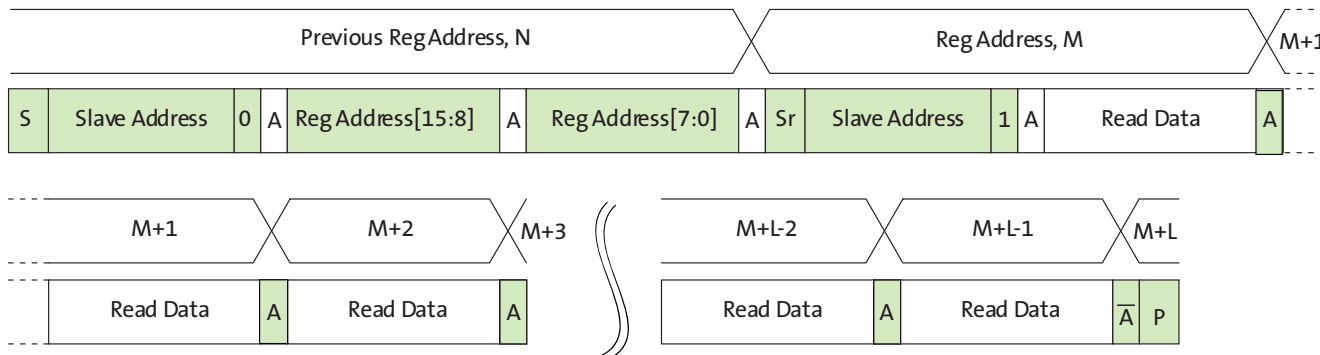 Previous Reg Address, N Reg Address, M M+1
S Slave Address 0 A Reg Address[15:8] A Reg Address[7:0] A Sr Slave Address 1 A Read Data A
M+1 M+2 M+3 M+L-2 M+L-1 M+L
Read Data A Read Data A Read Data A Read Data A̅ P